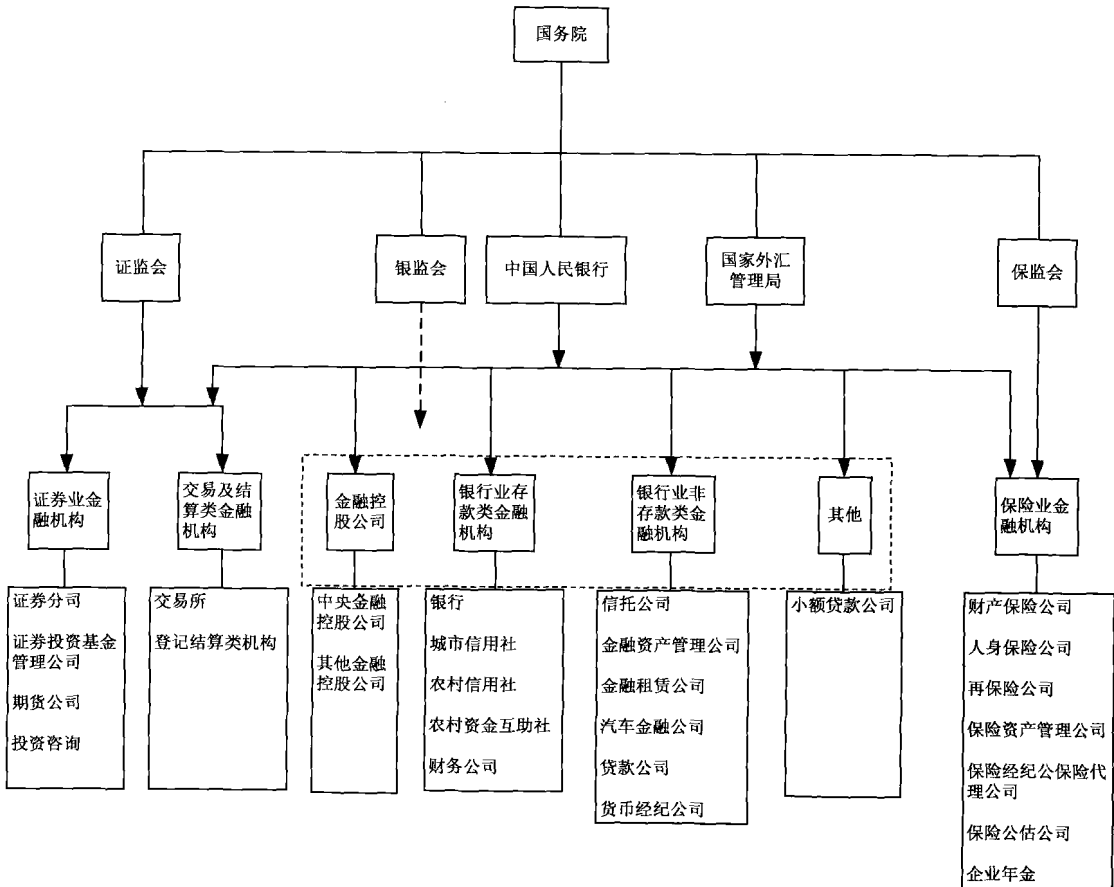 国务院
证监会
银监会
中国人民银行
国家外汇
管理局
保监会
证券业金
融机构
交易及结
算类金融
机构
金融控
股公司
银行业存
款类金融
机构
银行业非
存款类金
融机构
其他
保险业金
融机构
证券分司
证券投资基金
管理公司
期货公司
投资咨询
交易所
登记结算类机构
中央金融
控股公司
其他金融
控股公司
银行
城市信用社
农村信用社
农村资金互助社
财务公司
信托公司
金融资产管理公司
金融租赁公司
汽车金融公司
贷款公司
货币经纪公司
小额贷款公司
财产保险公司
人身保险公司
再保险公司
保险资产管理公司
保险经纪公保险代
理公司
保险公估公司
企业年金